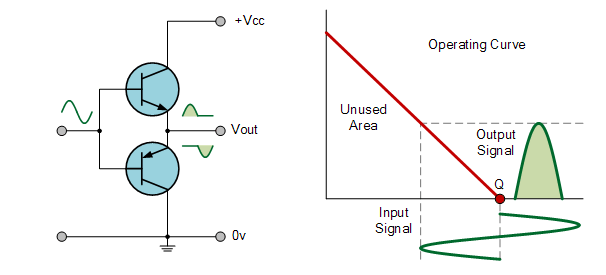 +Vcc
Vout
0v
Operating Curve
Unused
Area
Output
Signal
Q
Input
Signal